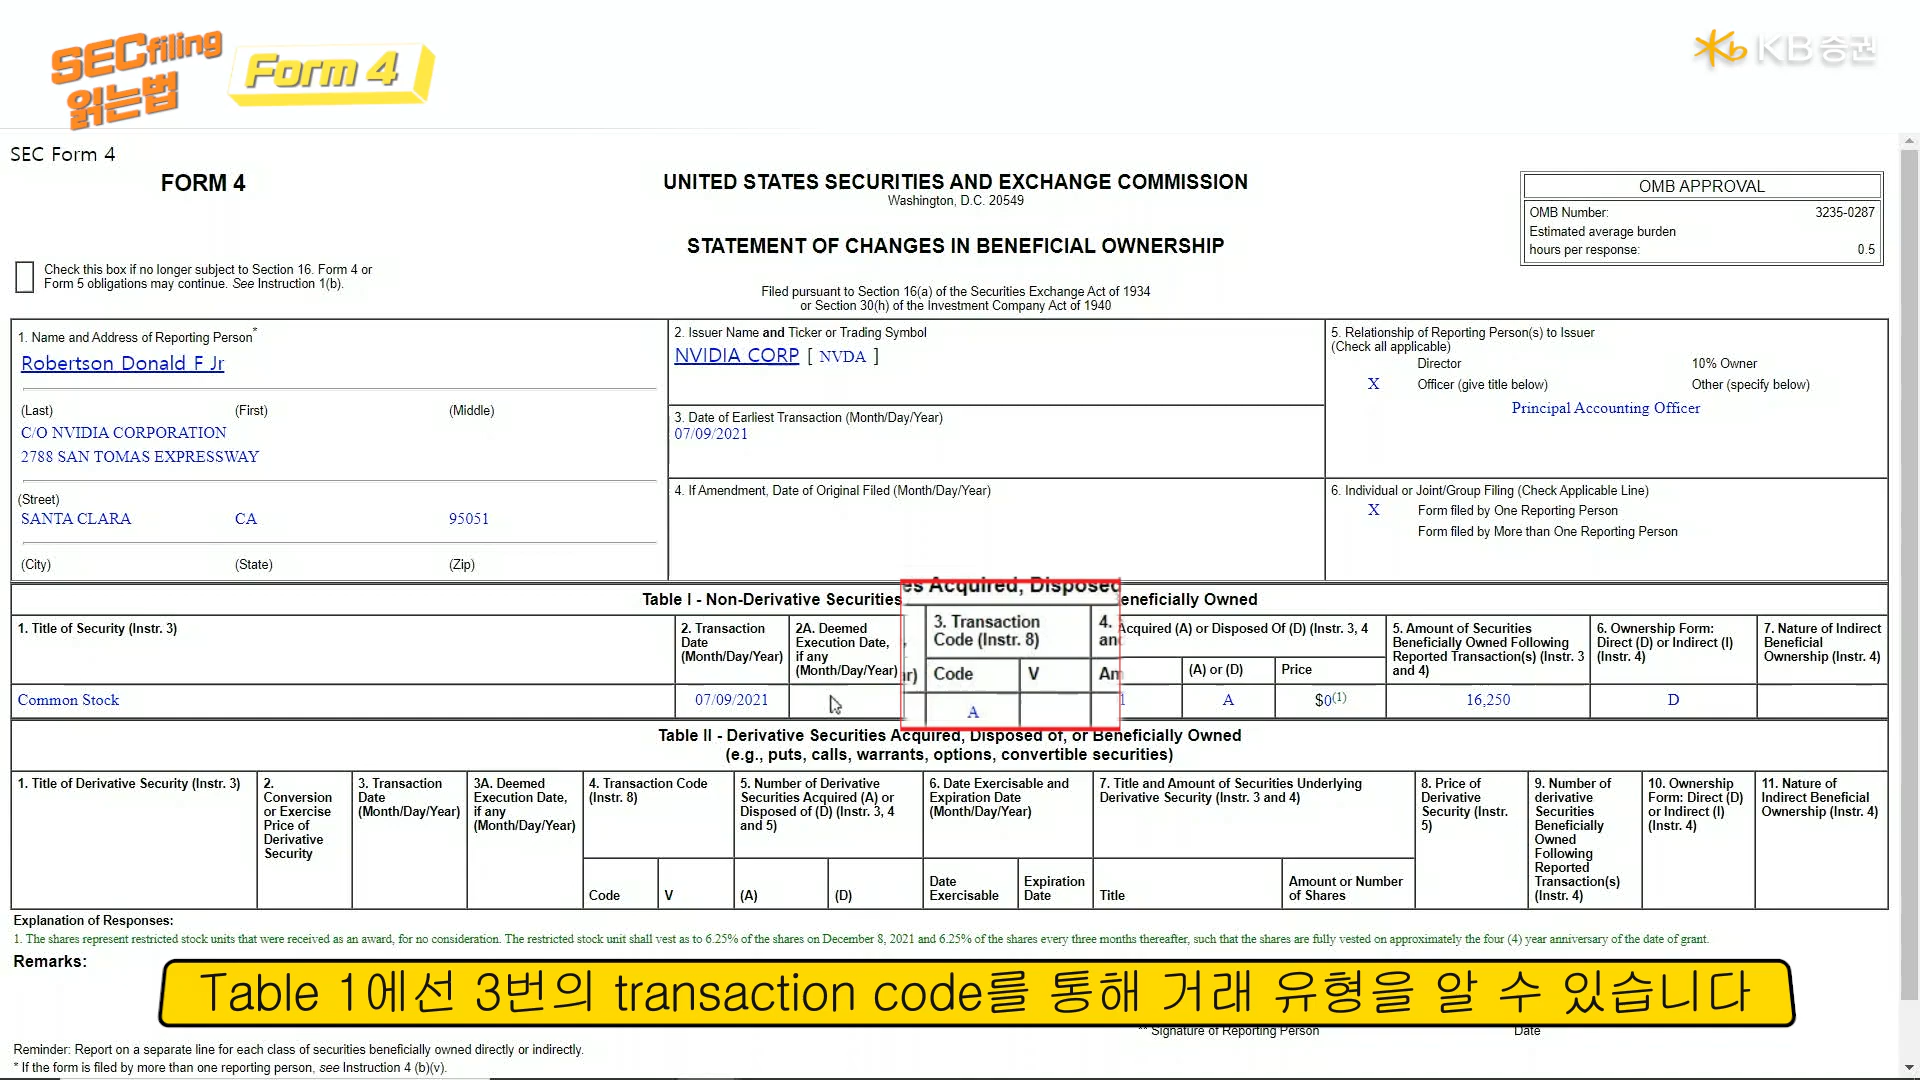 SEC filing
읽는법
Form 4
KB증권
SEC Form 4
FORM 4
UNITED STATES SECURITIES AND EXCHANGE COMMISSION
Washington, D.C. 20549
STATEMENT OF CHANGES IN BENEFICIAL OWNERSHIP
Filed pursuant to Section 16(a) of the Securities Exchange Act of 1934
or Section 30(h) of the Investment Company Act of 1940
OMB APPROVAL
OMB Number: 3235-0287
Estimated average burden
hours per response: 0.5
Check this box if no longer subject to Section 16. Form 4 or
Form 5 obligations may continue. See Instruction 1(b).
1. Name and Address of Reporting Person*
Robertson Donald F Jr
(Last) (First) (Middle)
C/O NVIDIA CORPORATION
2788 SAN TOMAS EXPRESSWAY
(Street)
SANTA CLARA CA 95051
(City) (State) (Zip)
2. Issuer Name and Ticker or Trading Symbol
NVIDIA CORP [ NVDA ]
3. Date of Earliest Transaction (Month/Day/Year)
07/09/2021
4. If Amendment, Date of Original Filed (Month/Day/Year)
5. Relationship of Reporting Person(s) to Issuer
(Check all applicable)
Director 10% Owner
X Officer (give title below) Other (specify below)
Principal Accounting Officer
6. Individual or Joint/Group Filing (Check Applicable Line)
X Form filed by One Reporting Person
Form filed by More than One Reporting Person
Table I - Non-Derivative Securities
es Acquired, Disposed
eneficially Owned
1. Title of Security (Instr. 3)
2. Transaction
Date
(Month/Day/Year)
2A. Deemed
Execution Date,
if any
(Month/Day/Year)
3. Transaction
Code (Instr. 8)
Code V
4.
an
Am
Acquired (A) or Disposed Of (D) (Instr. 3, 4
(A) or (D) Price
5. Amount of Securities
Beneficially Owned Following
Reported Transaction(s) (Instr. 3
and 4)
6. Ownership Form:
Direct (D) or Indirect (I)
(Instr. 4)
7. Nature of Indirect
Beneficial
Ownership (Instr. 4)
Common Stock 07/09/2021 A 1 A $0(1) 16,250 D
Table II - Derivative Securities Acquired, Disposed of, or Beneficially Owned
(e.g., puts, calls, warrants, options, convertible securities)
1. Title of Derivative Security (Instr. 3)
2.
Conversion
or Exercise
Price of
Derivative
Security
3. Transaction
Date
(Month/Day/Year)
3A. Deemed
Execution Date,
if any
(Month/Day/Year)
4. Transaction Code
(Instr. 8)
Code V
5. Number of Derivative
Securities Acquired (A) or
Disposed of (D) (Instr. 3, 4
and 5)
(A) (D)
6. Date Exercisable and
Expiration Date
(Month/Day/Year)
Date
Exercisable
Expiration
Date
7. Title and Amount of Securities Underlying
Derivative Security (Instr. 3 and 4)
Title
Amount or Number
of Shares
8. Price of
Derivative
Security (Instr.
5)
9. Number of
derivative
Securities
Beneficially
Owned
Following
Reported
Transaction(s)
(Instr. 4)
10. Ownership
Form: Direct (D)
or Indirect (I)
(Instr. 4)
11. Nature of
Indirect Beneficial
Ownership (Instr. 4)
Explanation of Responses:
1. The shares represent restricted stock units that were received as an award, for no consideration. The restricted stock unit shall vest as to 6.25% of the shares on December 8, 2021 and 6.25% of the shares every three months thereafter, such that the shares are fully vested on approximately the four (4) year anniversary of the date of grant.
Remarks:
Table 1에선 3번의 transaction code를 통해 거래 유형을 알 수 있습니다
** Signature of Reporting Person Date
Reminder: Report on a separate line for each class of securities beneficially owned directly or indirectly.
* If the form is filed by more than one reporting person, see Instruction 4 (b)(v).